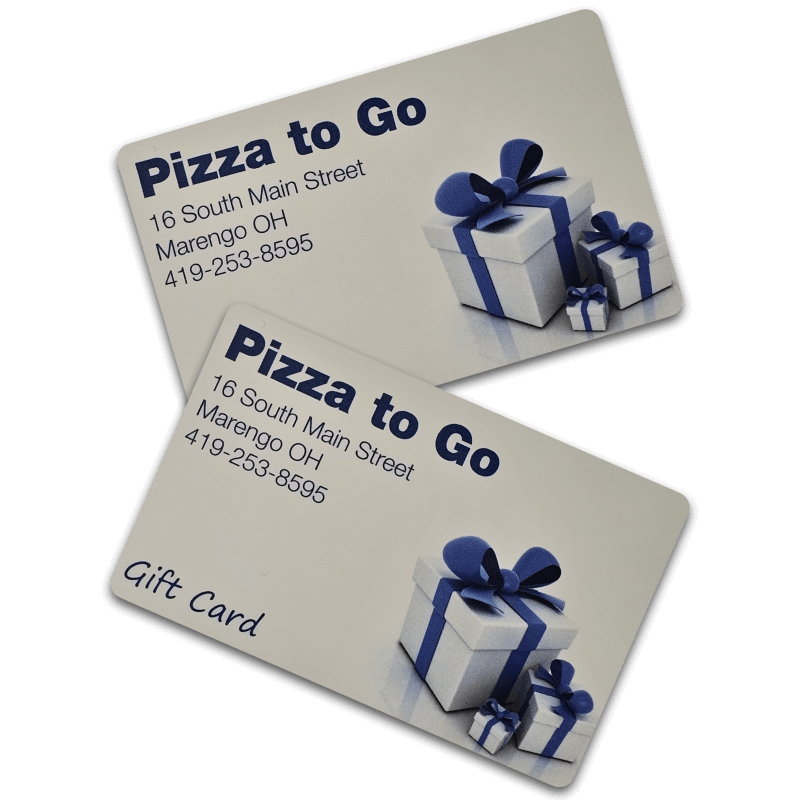 Pizza to Go
16 South Main Street
Marengo OH
419-253-8595
Pizza to Go
16 South Main Street
Marengo OH
419-253-8595
Gift Card